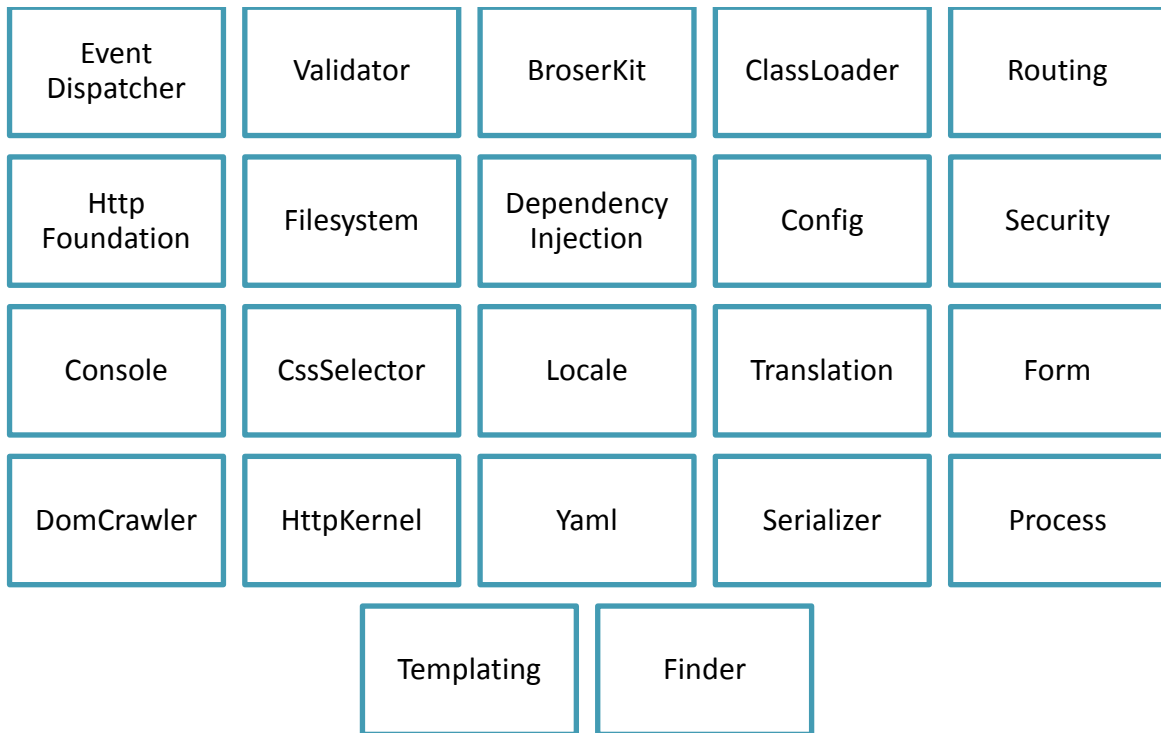 Event
Dispatcher
Validator
BroserKit
ClassLoader
Routing
Http
Foundation
Filesystem
Dependency
Injection
Config
Security
Console
CssSelector
Locale
Translation
Form
DomCrawler
HttpKernel
Yaml
Serializer
Process
Templating
Finder